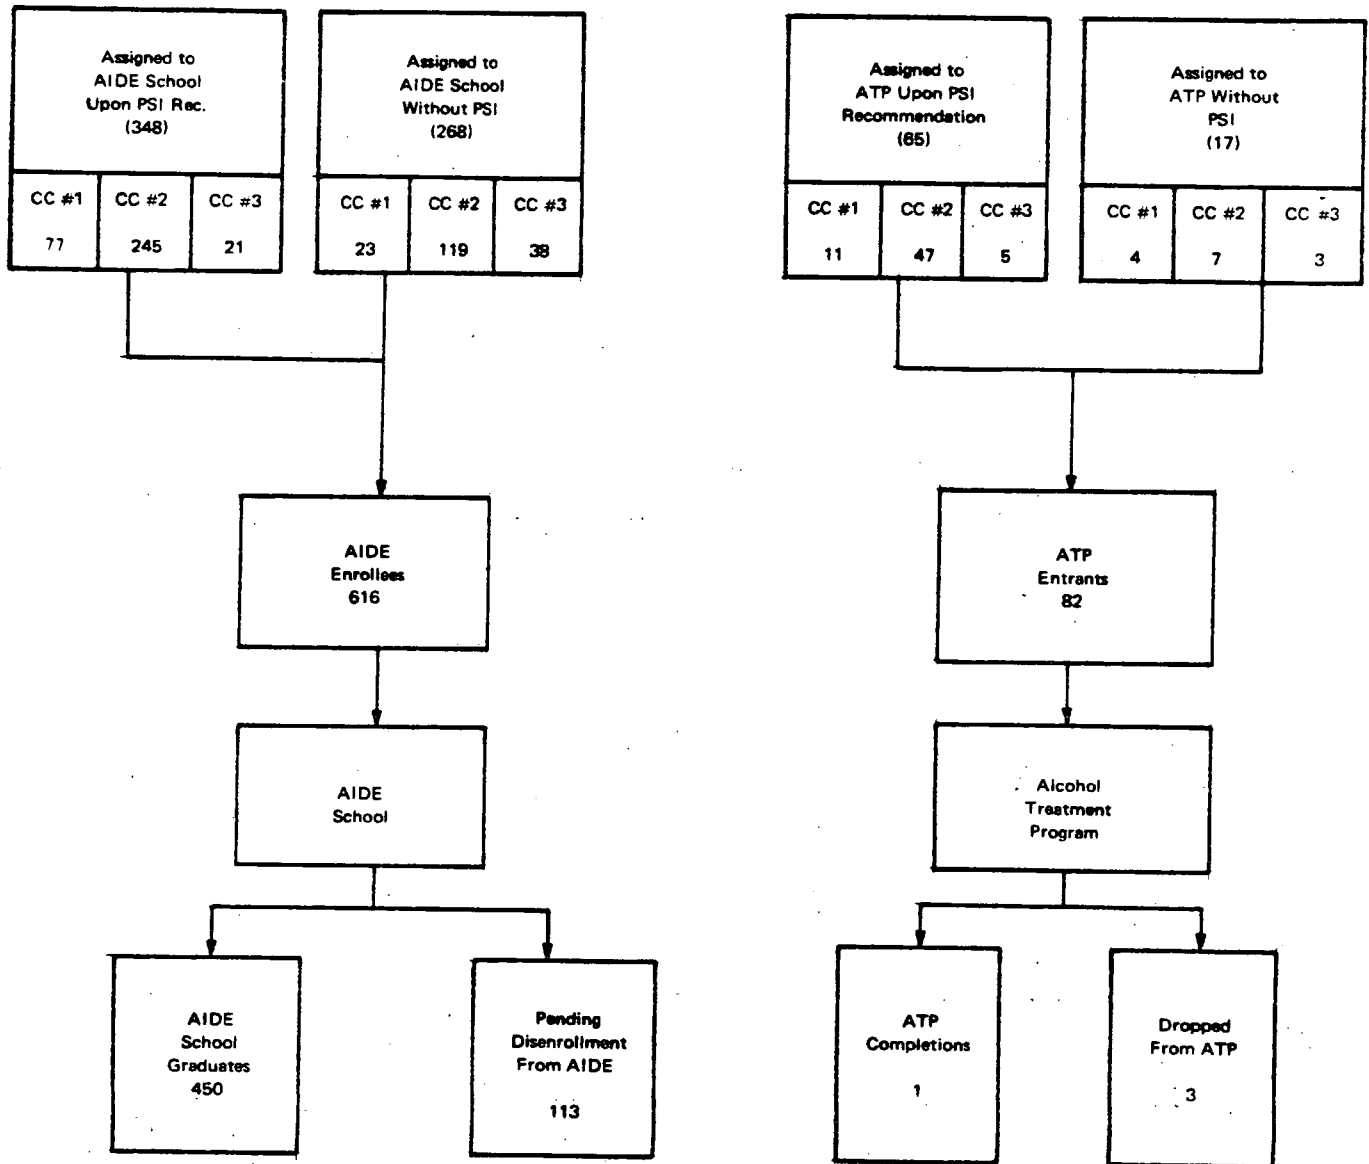 Assigned to
AIDE School
Upon PSI Rec.
(348)
CC #1
CC #2
CC #3
77
245
21
Assigned to
AIDE School
Without PSI
(268)
CC #1
CC #2
CC #3
23
119
38
Assigned to
ATP Upon PSI
Recommendation
(65)
CC #1
CC #2
CC #3
11
47
5
Assigned to
ATP Without
PSI
(17)
CC #1
CC #2
CC #3
4
7
3
AIDE
Enrollees
616
ATP
Entrants
82
AIDE
School
Alcohol
Treatment
Program
AIDE
School
Graduates
450
Pending
Disenrollment
From AIDE
113
ATP
Completions
1
Dropped
From ATP
3